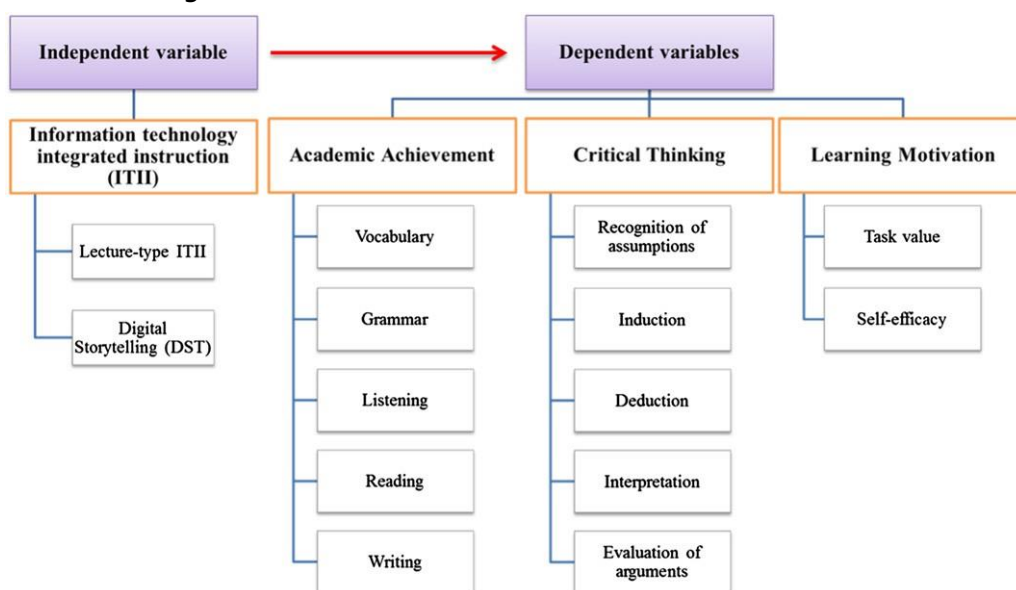 Independent variable
Dependent variables
Information technology
integrated instruction
(ITII)
Academic Achievement
Critical Thinking
Learning Motivation
Lecture-type ITII
Digital
Storytelling (DST)
Vocabulary
Grammar
Listening
Reading
Writing
Recognition of
assumptions
Induction
Deduction
Interpretation
Evaluation of
arguments
Task value
Self-efficacy